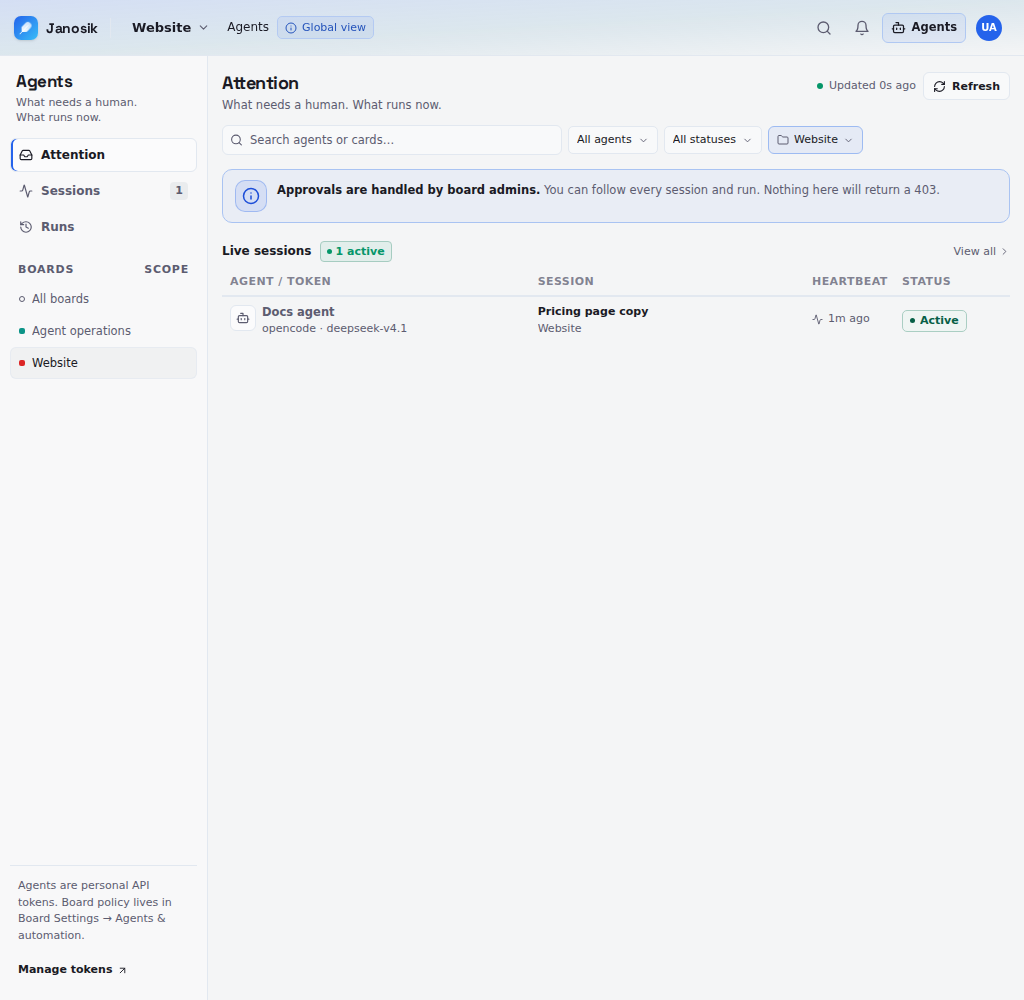 Janosik
Website
Agents
Global view
Agents
UA
Agents
What needs a human.
What runs now.
Attention
Sessions
1
Runs
BOARDS
SCOPE
All boards
Agent operations
Website
Agents are personal API
tokens. Board policy lives in
Board Settings → Agents &
automation.
Manage tokens
Attention
What needs a human. What runs now.
Updated 0s ago
Refresh
Search agents or cards...
All agents
All statuses
Website
Approvals are handled by board admins. You can follow every session and run. Nothing here will return a 403.
Live sessions
1 active
View all
AGENT / TOKEN
SESSION
HEARTBEAT
STATUS
Docs agent
opencode · deepseek-v4.1
Pricing page copy
Website
1m ago
Active